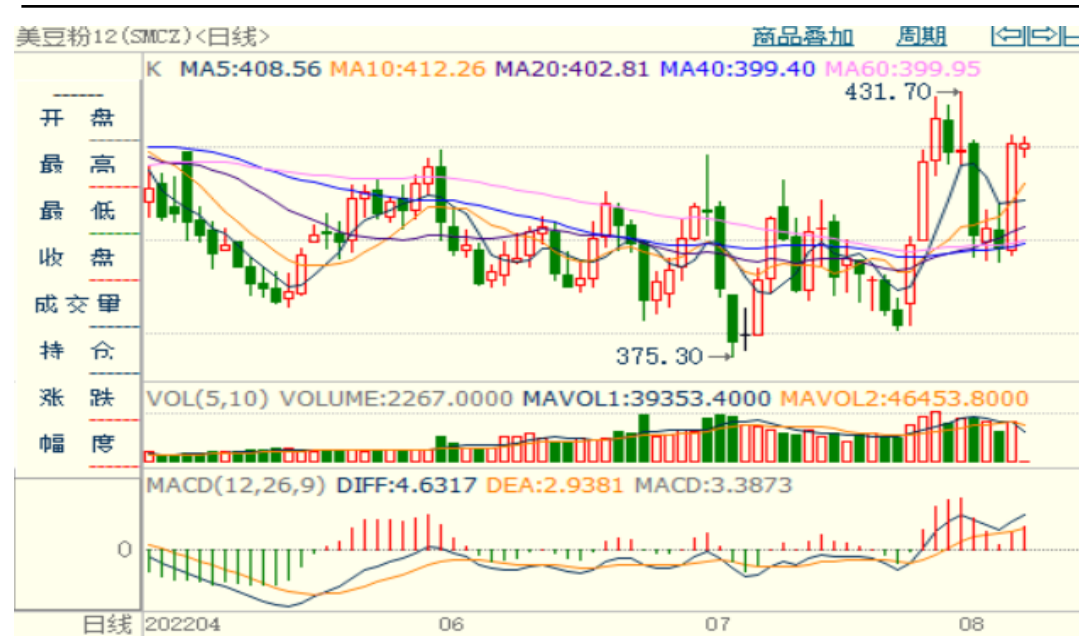 美豆粉12(SMCZ)<日线> 商品叠加 周期
K MA5:408.56 MA10:412.26 MA20:402.81 MA40:399.40 MA60:399.95
431.70
开 盘
最 高
最 低
收 盘
成 交 量
375.30
持 仓
涨 跌
VOL(5,10) VOLUME:2267.0000 MAVOL1:39353.4000 MAVOL2:46453.8000
幅 度
MACD(12,26,9) DIFF:4.6317 DEA:2.9381 MACD:3.3873
0
日线 202204 06 07 08